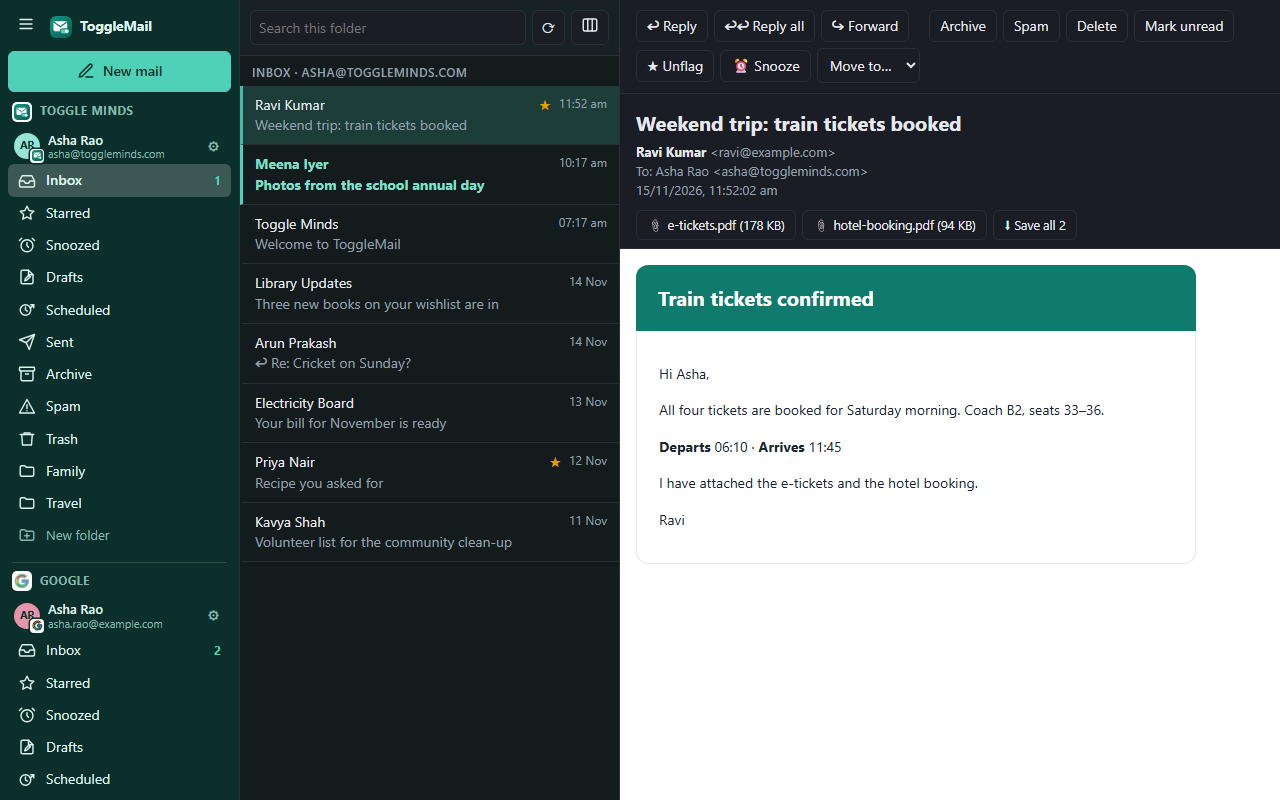 ToggleMail
New mail
TOGGLE MINDS
AR
Asha Rao
asha@toggleminds.com
Inbox 1
Starred
Snoozed
Drafts
Scheduled
Sent
Archive
Spam
Trash
Family
Travel
New folder
GOOGLE
AR
Asha Rao
asha.rao@example.com
Inbox 2
Starred
Snoozed
Drafts
Scheduled
Search this folder
INBOX · ASHA@TOGGLEMINDS.COM
Ravi Kumar ★ 11:52 am
Weekend trip: train tickets booked
Meena Iyer 10:17 am
Photos from the school annual day
Toggle Minds 07:17 am
Welcome to ToggleMail
Library Updates 14 Nov
Three new books on your wishlist are in
Arun Prakash 14 Nov
↩ Re: Cricket on Sunday?
Electricity Board 13 Nov
Your bill for November is ready
Priya Nair ★ 12 Nov
Recipe you asked for
Kavya Shah 11 Nov
Volunteer list for the community clean-up
↩ Reply ↩↩ Reply all ↪ Forward Archive Spam Delete Mark unread
★ Unflag ⏰ Snooze Move to...
Weekend trip: train tickets booked
Ravi Kumar <ravi@example.com>
To: Asha Rao <asha@toggleminds.com>
15/11/2026, 11:52:02 am
e-tickets.pdf (178 KB) hotel-booking.pdf (94 KB) ⬇ Save all 2
Train tickets confirmed
Hi Asha,
All four tickets are booked for Saturday morning. Coach B2, seats 33–36.
Departs 06:10 · Arrives 11:45
I have attached the e-tickets and the hotel booking.
Ravi